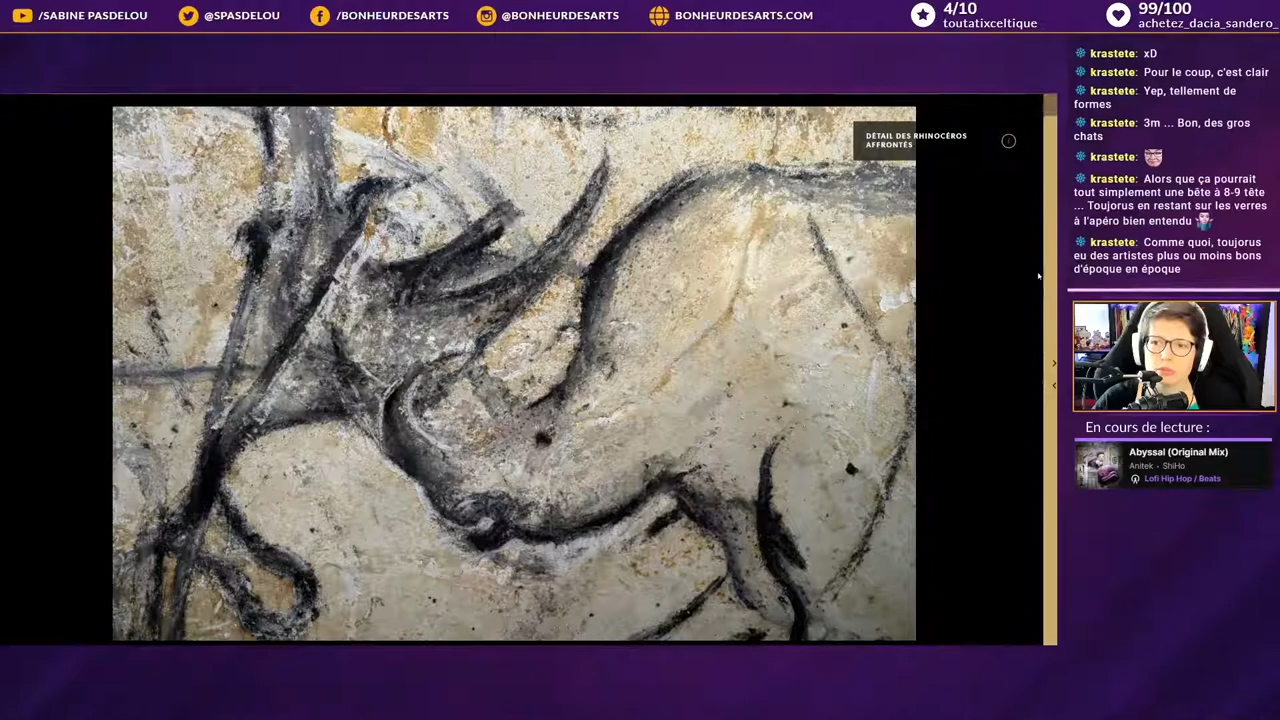 /SABINE PASDELOU
@SPASDELOU
/BONHEURDESARTS
@BONHEURDESARTS
BONHEURDESARTS.COM
4/10
toutatixceltique
99/100
achetez_dacia_sandero_
DÉTAIL DES RHINOCÉROS
AFFRONTÉS
krastete: xD
krastete: Pour le coup, c'est clair
krastete: Yep, tellement de
formes
krastete: 3m ... Bon, des gros
chats
krastete:
krastete: Alors que ça pourrait
tout simplement une bête à 8-9 tête
... Toujorus en restant sur les verres
à l'apéro bien entendu
krastete: Comme quoi, toujorus
eu des artistes plus ou moins bons
d'époque en époque
En cours de lecture :
Abyssal (Original Mix)
Anitek • ShiHo
Lofi Hip Hop / Beats